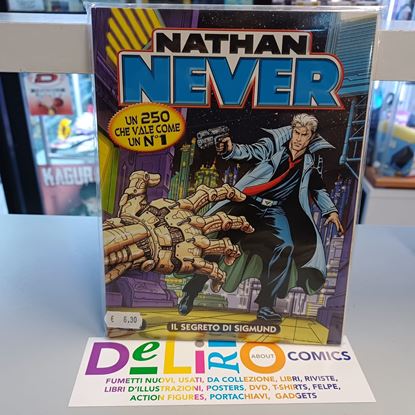 NATHAN
NEVER
UN 250
CHE VALE COME
UN N°1
KAGUR
IL SEGRETO DI SIGMUND
€ 6,30
DeLiRiO ABOUT COMICS
FUMETTI NUOVI, USATI, DA COLLEZIONE, LIBRI, RIVISTE,
LIBRI D'ILLUSTRAZIONI, POSTERS, DVD, T-SHIRTS, FELPE,
ACTION FIGURES, PORTACHIAVI, GADGETS